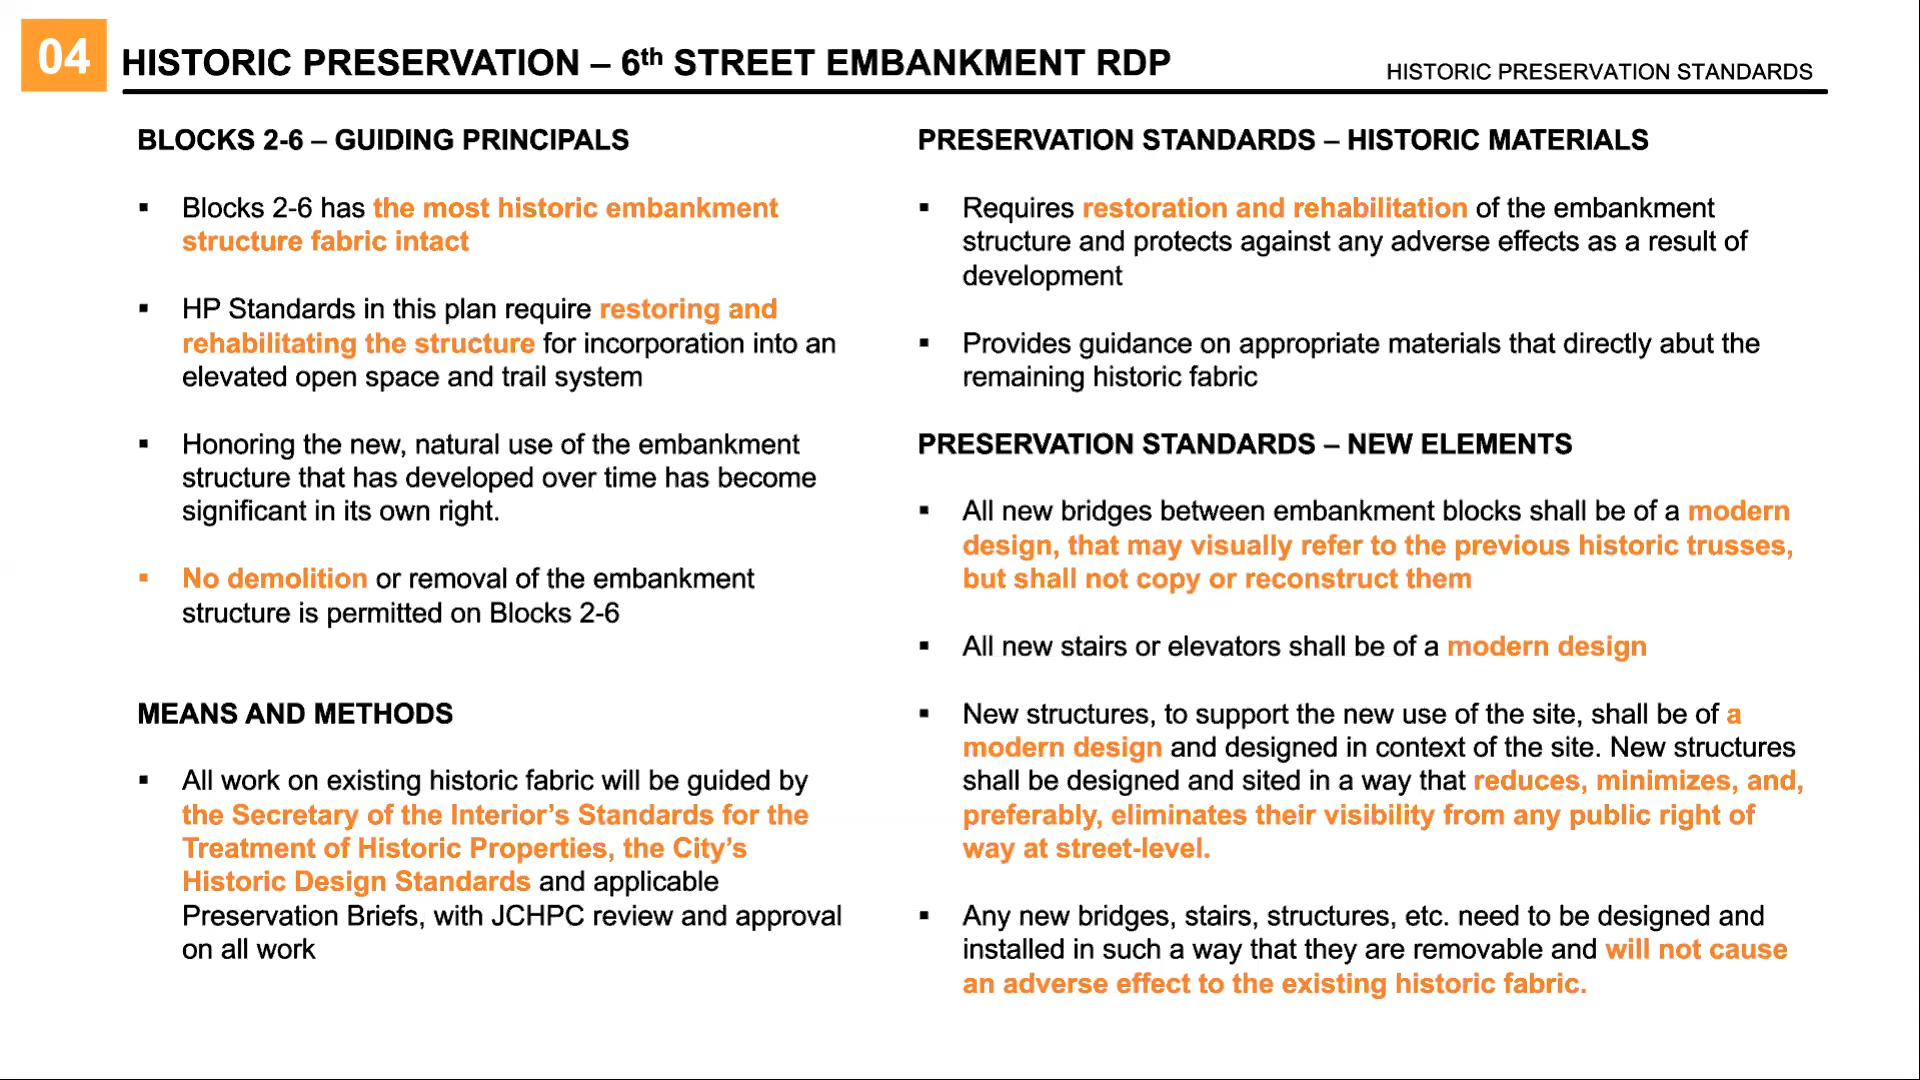 04
HISTORIC PRESERVATION – 6th STREET EMBANKMENT RDP
HISTORIC PRESERVATION STANDARDS
BLOCKS 2-6 – GUIDING PRINCIPALS
▪ Blocks 2-6 has the most historic embankment
structure fabric intact
▪ HP Standards in this plan require restoring and
rehabilitating the structure for incorporation into an
elevated open space and trail system
▪ Honoring the new, natural use of the embankment
structure that has developed over time has become
significant in its own right.
▪ No demolition or removal of the embankment
structure is permitted on Blocks 2-6
MEANS AND METHODS
▪ All work on existing historic fabric will be guided by
the Secretary of the Interior’s Standards for the
Treatment of Historic Properties, the City’s
Historic Design Standards and applicable
Preservation Briefs, with JCHPC review and approval
on all work
PRESERVATION STANDARDS – HISTORIC MATERIALS
▪ Requires restoration and rehabilitation of the embankment
structure and protects against any adverse effects as a result of
development
▪ Provides guidance on appropriate materials that directly abut the
remaining historic fabric
PRESERVATION STANDARDS – NEW ELEMENTS
▪ All new bridges between embankment blocks shall be of a modern
design, that may visually refer to the previous historic trusses,
but shall not copy or reconstruct them
▪ All new stairs or elevators shall be of a modern design
▪ New structures, to support the new use of the site, shall be of a
modern design and designed in context of the site. New structures
shall be designed and sited in a way that reduces, minimizes, and,
preferably, eliminates their visibility from any public right of
way at street-level.
▪ Any new bridges, stairs, structures, etc. need to be designed and
installed in such a way that they are removable and will not cause
an adverse effect to the existing historic fabric.